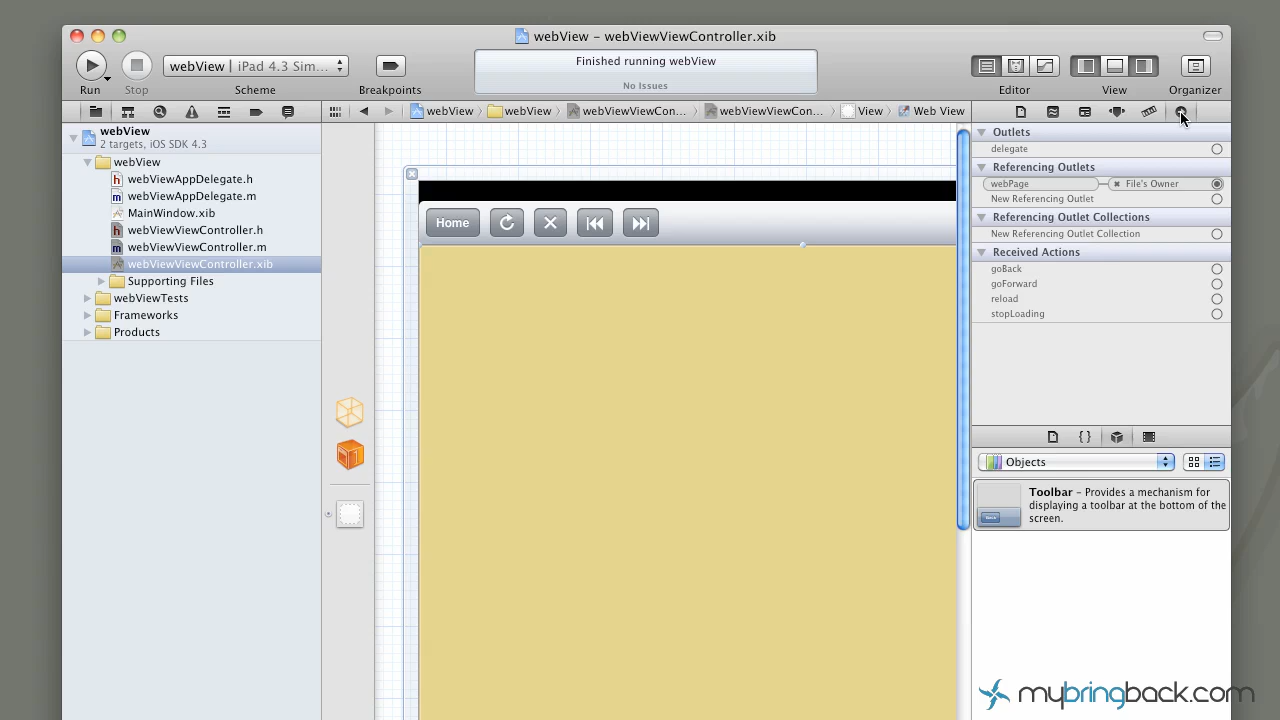 webView – webViewViewController.xib
Run
Stop
webView | iPad 4.3 Sim...
Scheme
Breakpoints
Finished running webView
No Issues
Editor
View
Organizer
webView
webView
webViewViewCon...
webViewViewCon...
View
Web View
webView
2 targets, iOS SDK 4.3
webView
webViewAppDelegate.h
webViewAppDelegate.m
MainWindow.xib
webViewViewController.h
webViewViewController.m
webViewViewController.xib
Supporting Files
webViewTests
Frameworks
Products
Home
Outlets
delegate
Referencing Outlets
webPage
File's Owner
New Referencing Outlet
Referencing Outlet Collections
New Referencing Outlet Collection
Received Actions
goBack
goForward
reload
stopLoading
{ }
Objects
Toolbar – Provides a mechanism for
displaying a toolbar at the bottom of the
screen.
mybringback.com